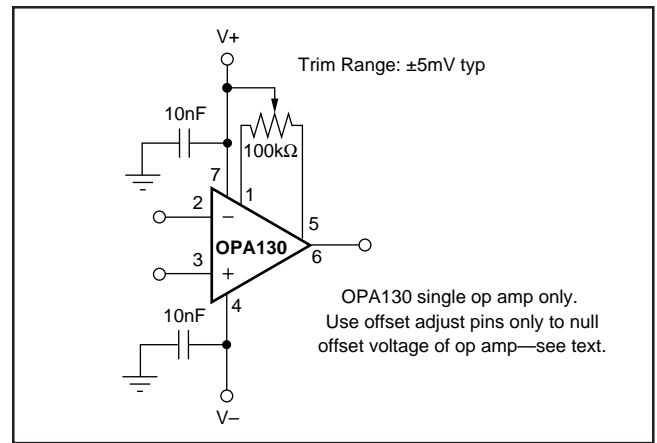 V+
Trim Range: ±5mV typ
10nF
100kΩ
7
1
2
–
5
OPA130
6
3
+
4
OPA130 single op amp only.
Use offset adjust pins only to null
offset voltage of op amp—see text.
10nF
V–